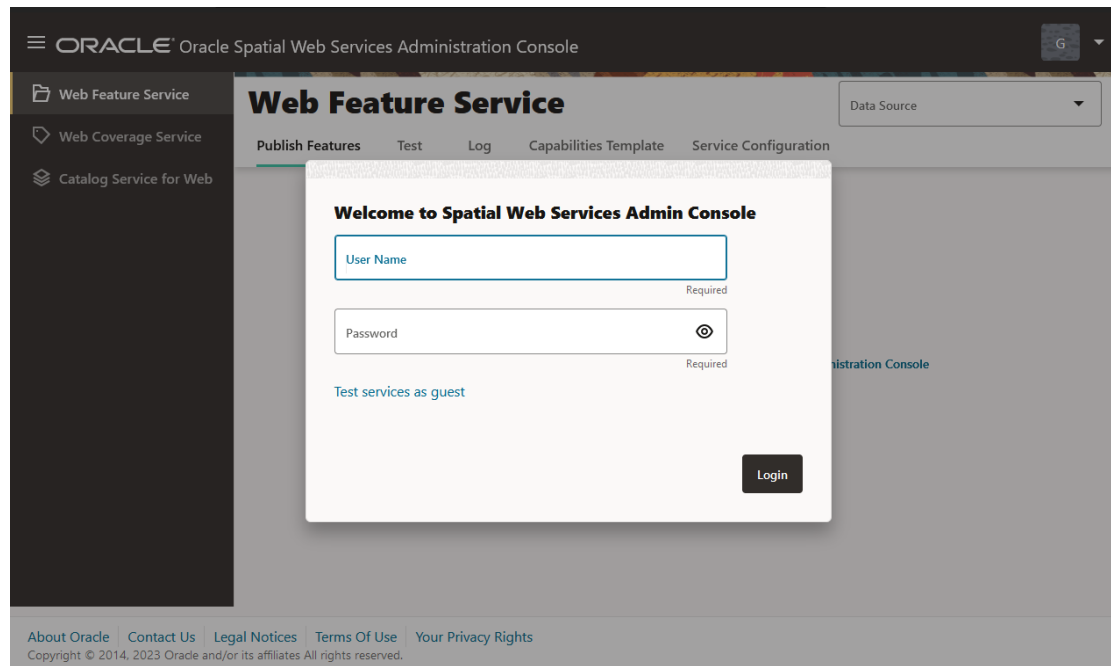 ORACLE Oracle Spatial Web Services Administration Console
G
Web Feature Service
Web Coverage Service
Catalog Service for Web
Web Feature Service
Data Source
Publish Features Test Log Capabilities Template Service Configuration
Welcome to Spatial Web Services Admin Console
User Name
Required
Password
Required
nistration Console
Test services as guest
Login
About Oracle Contact Us Legal Notices Terms Of Use Your Privacy Rights
Copyright © 2014, 2023 Oracle and/or its affiliates All rights reserved.